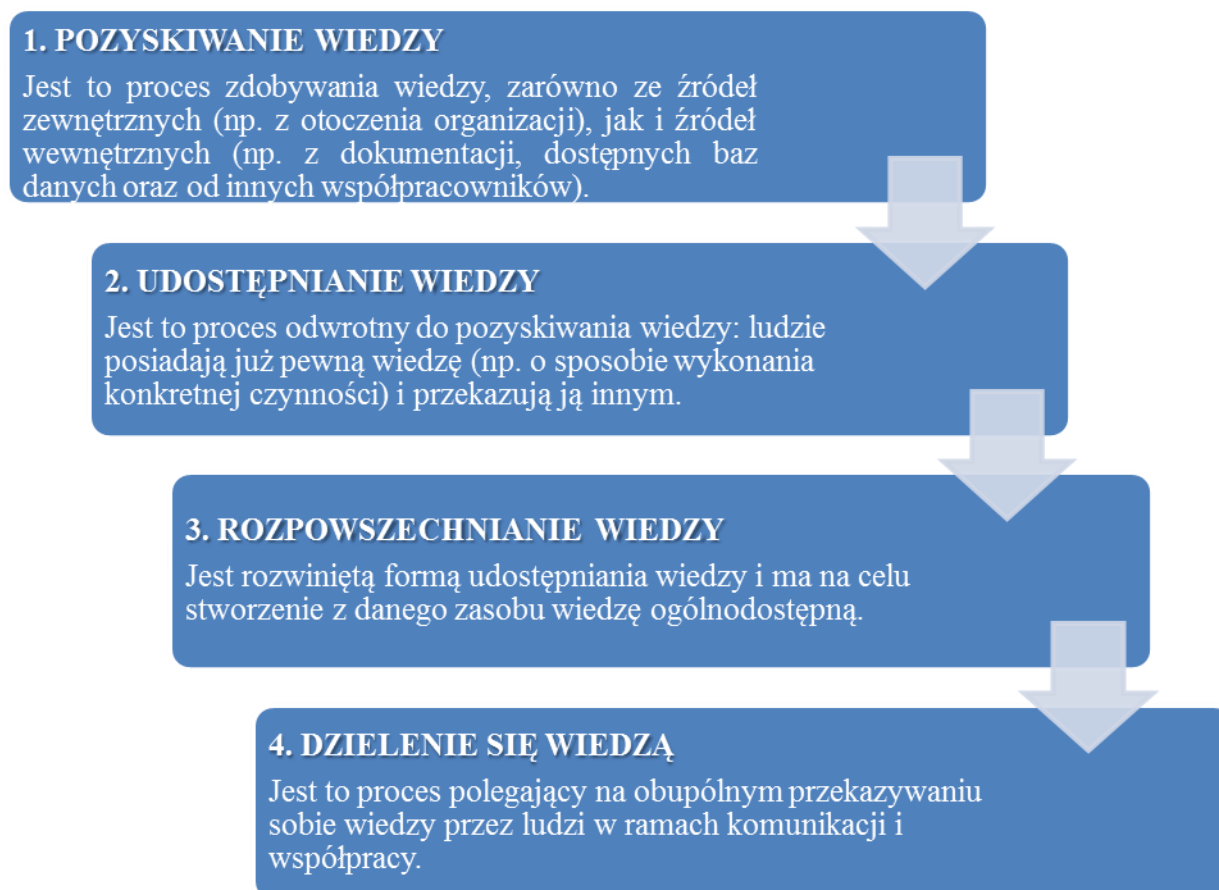 1. POZYSKIWANIE WIEDZY
Jest to proces zdobywania wiedzy, zarówno ze źródeł
zewnętrznych (np. z otoczenia organizacji), jak i źródeł
wewnętrznych (np. z dokumentacji, dostępnych baz
danych oraz od innych współpracowników).
2. UDOSTĘPNIANIE WIEDZY
Jest to proces odwrotny do pozyskiwania wiedzy: ludzie
posiadają już pewną wiedzę (np. o sposobie wykonania
konkretnej czynności) i przekazują ją innym.
3. ROZPOWSZECHNIANIE WIEDZY
Jest rozwiniętą formą udostępniania wiedzy i ma na celu
stworzenie z danego zasobu wiedzę ogólnodostępną.
4. DZIELENIE SIĘ WIEDZĄ
Jest to proces polegający na obupólnym przekazywaniu
sobie wiedzy przez ludzi w ramach komunikacji i
współpracy.